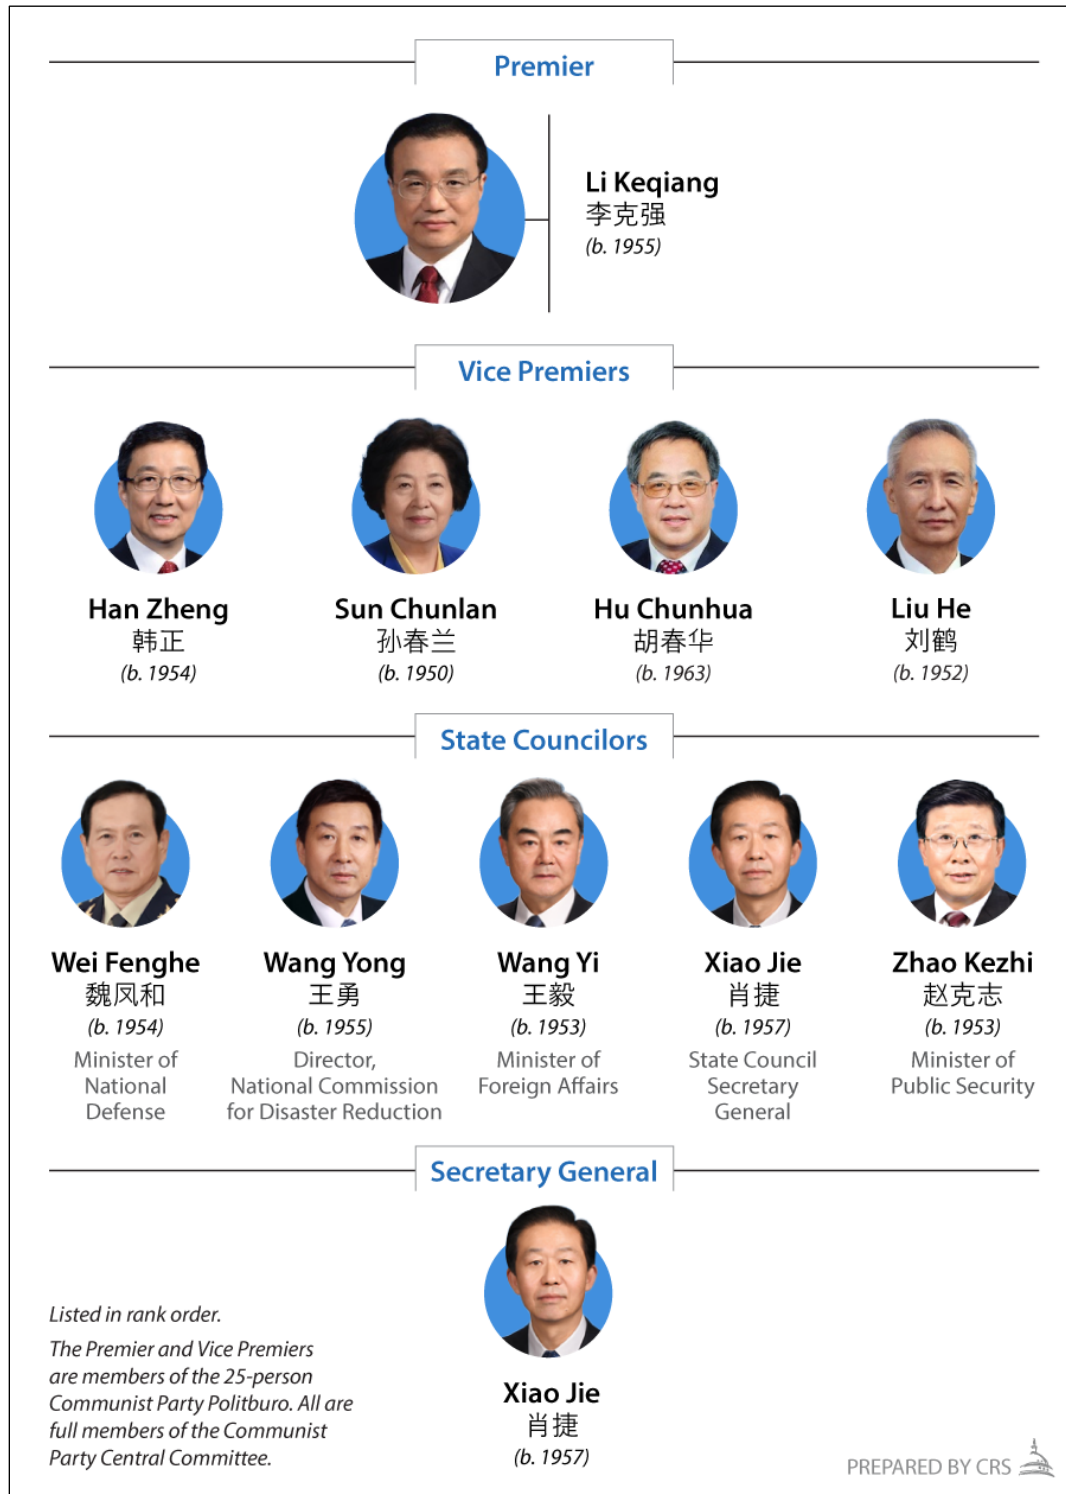 Premier
Li Keqiang
李克强
(b. 1955)
Vice Premiers
Han Zheng
韩正
(b. 1954)
Sun Chunlan
孙春兰
(b. 1950)
Hu Chunhua
胡春华
(b. 1963)
Liu He
刘鹤
(b. 1952)
State Councilors
Wei Fenghe
魏凤和
(b. 1954)
Minister of
National
Defense
Wang Yong
王勇
(b. 1955)
Director,
National Commission
for Disaster Reduction
Wang Yi
王毅
(b. 1953)
Minister of
Foreign Affairs
Xiao Jie
肖捷
(b. 1957)
State Council
Secretary
General
Zhao Kezhi
赵克志
(b. 1953)
Minister of
Public Security
Secretary General
Xiao Jie
肖捷
(b. 1957)
Listed in rank order.
The Premier and Vice Premiers
are members of the 25-person
Communist Party Politburo. All are
full members of the Communist
Party Central Committee.
PREPARED BY CRS